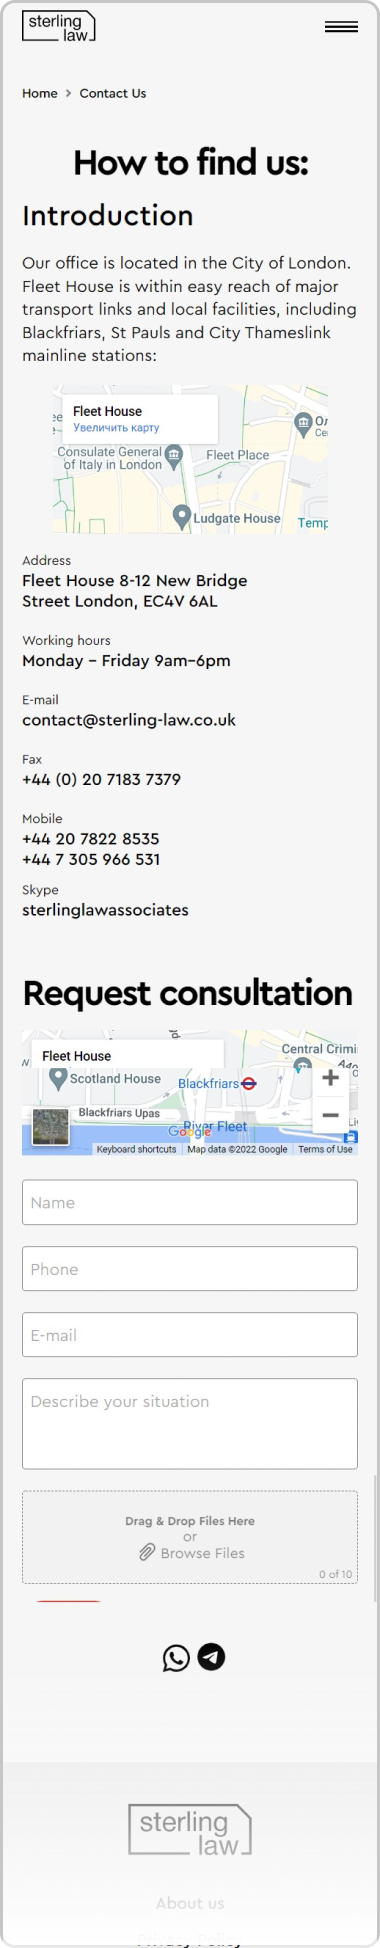 sterling
law
Home > Contact Us
How to find us:
Introduction
Our office is located in the City of London.
Fleet House is within easy reach of major
transport links and local facilities, including
Blackfriars, St Pauls and City Thameslink
mainline stations:
Fleet House
Увеличить карту
Consulate General
of Italy in London
Fleet Place
Ludgate House
Address
Fleet House 8-12 New Bridge
Street London, EC4V 6AL
Working hours
Monday – Friday 9am–6pm
E-mail
contact@sterling-law.co.uk
Fax
+44 (0) 20 7183 7379
Mobile
+44 20 7822 8535
+44 7 305 966 531
Skype
sterlinglawassociates
Request consultation
Fleet House
Central Crimi
Scotland House
Blackfriars
Blackfriars Upas
River Fleet
Google
Keyboard shortcuts
Map data ©2022 Google
Terms of Use
Name
Phone
E-mail
Describe your situation
Drag & Drop Files Here
or
Browse Files
0 of 10
sterling
law
About us
Privacy Policy